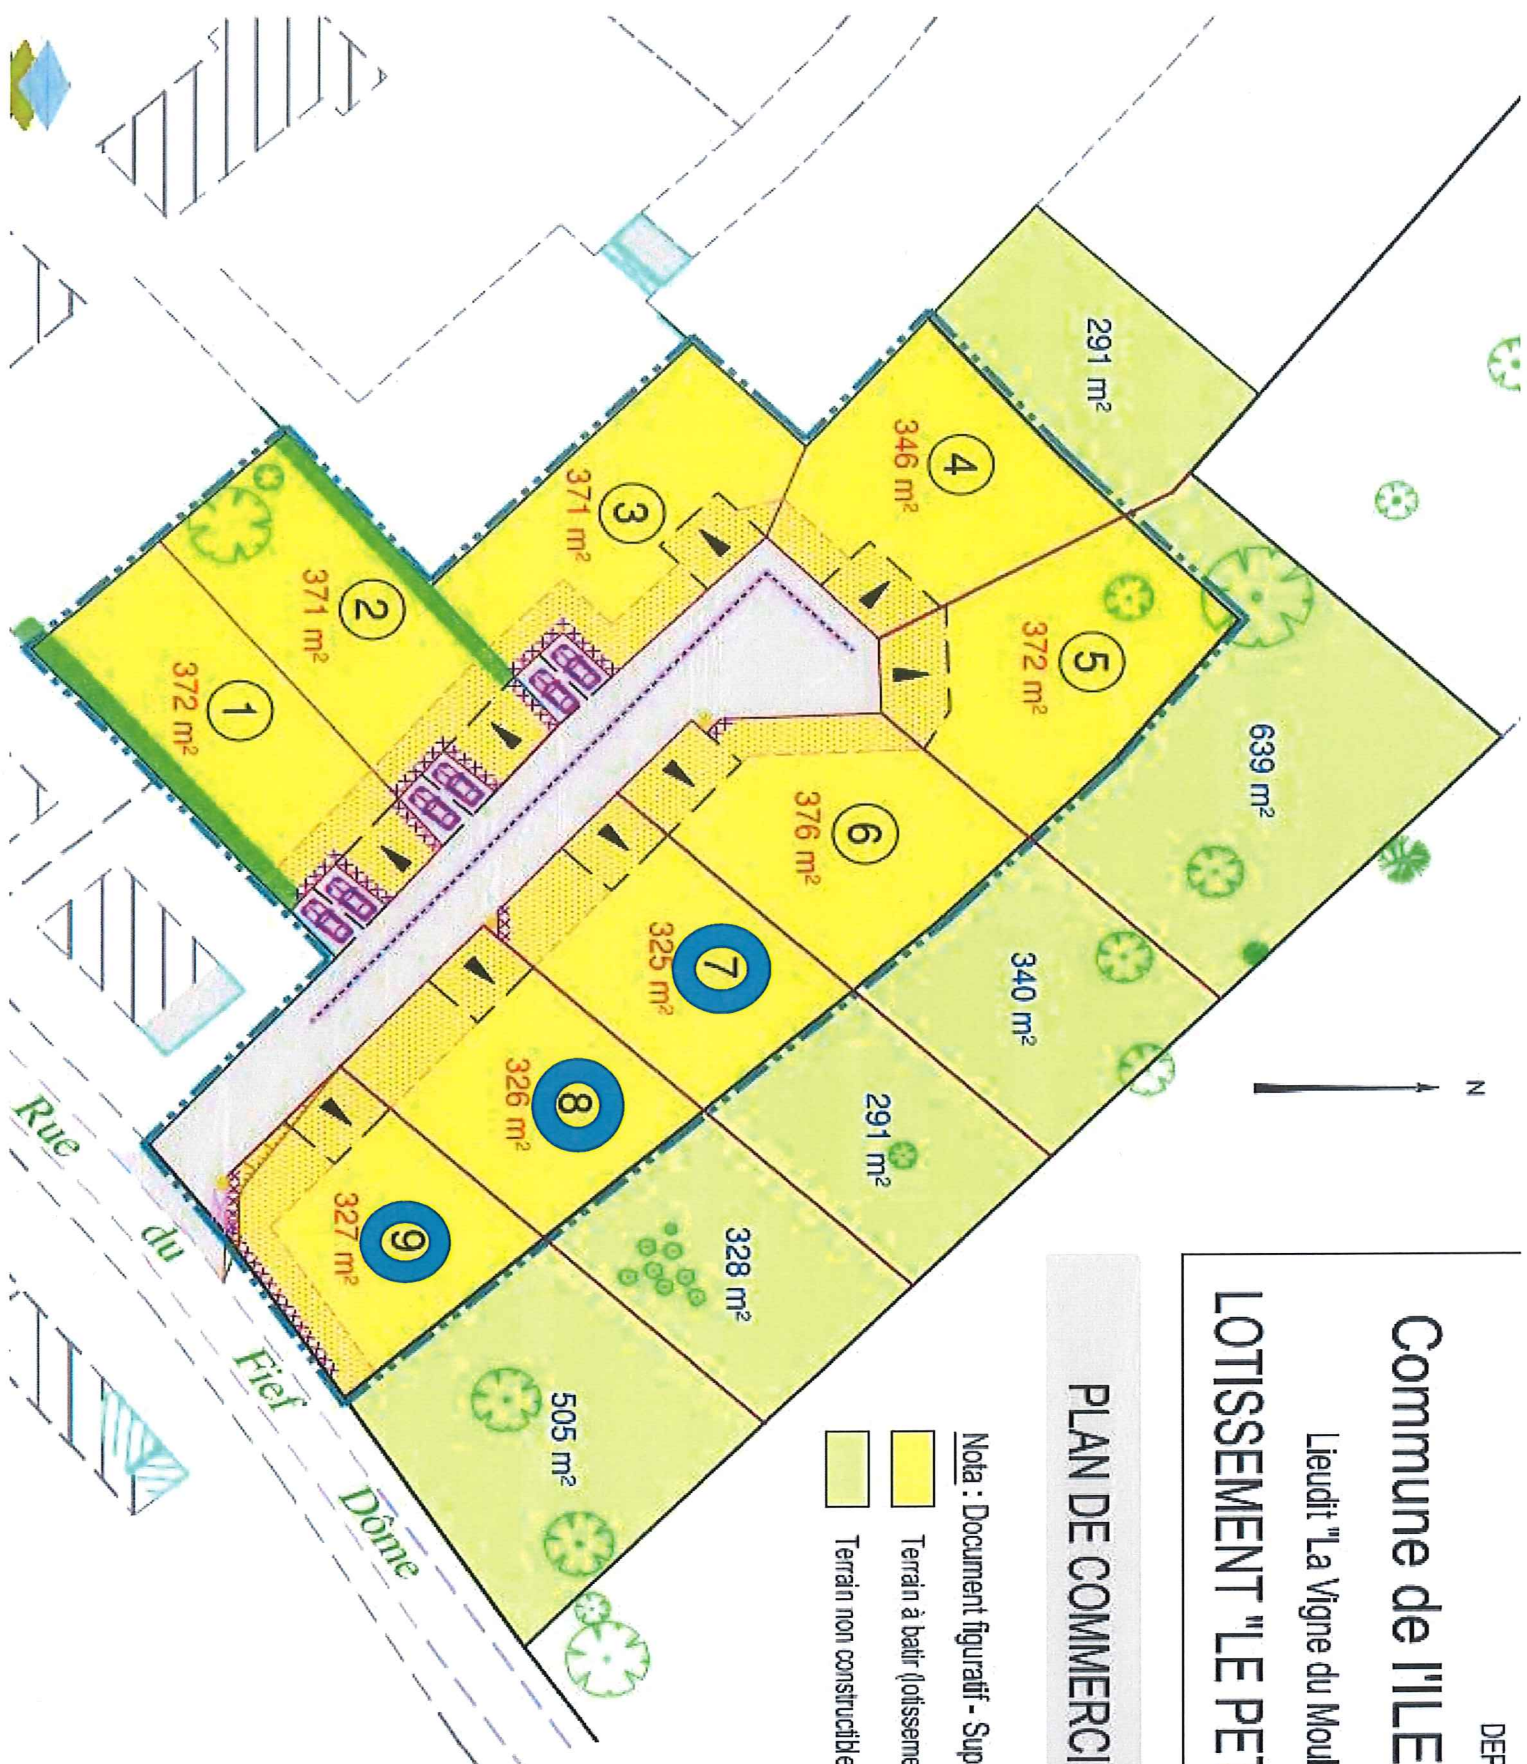 DEP
Commune de l'ILE
Lieudit "La Vigne du Moul
LOTISSEMENT "LE PET
PLAN DE COMMERCI
Nota : Document figuratif - Sup
Terrain à batir (lotisseme
Terrain non constructible
N
291 m²
639 m²
340 m²
291 m²
328 m²
505 m²
4
346 m²
5
372 m²
3
371 m²
6
376 m²
2
371 m²
7
325 m²
1
372 m²
8
326 m²
9
327 m²
Rue du Fief Dôme